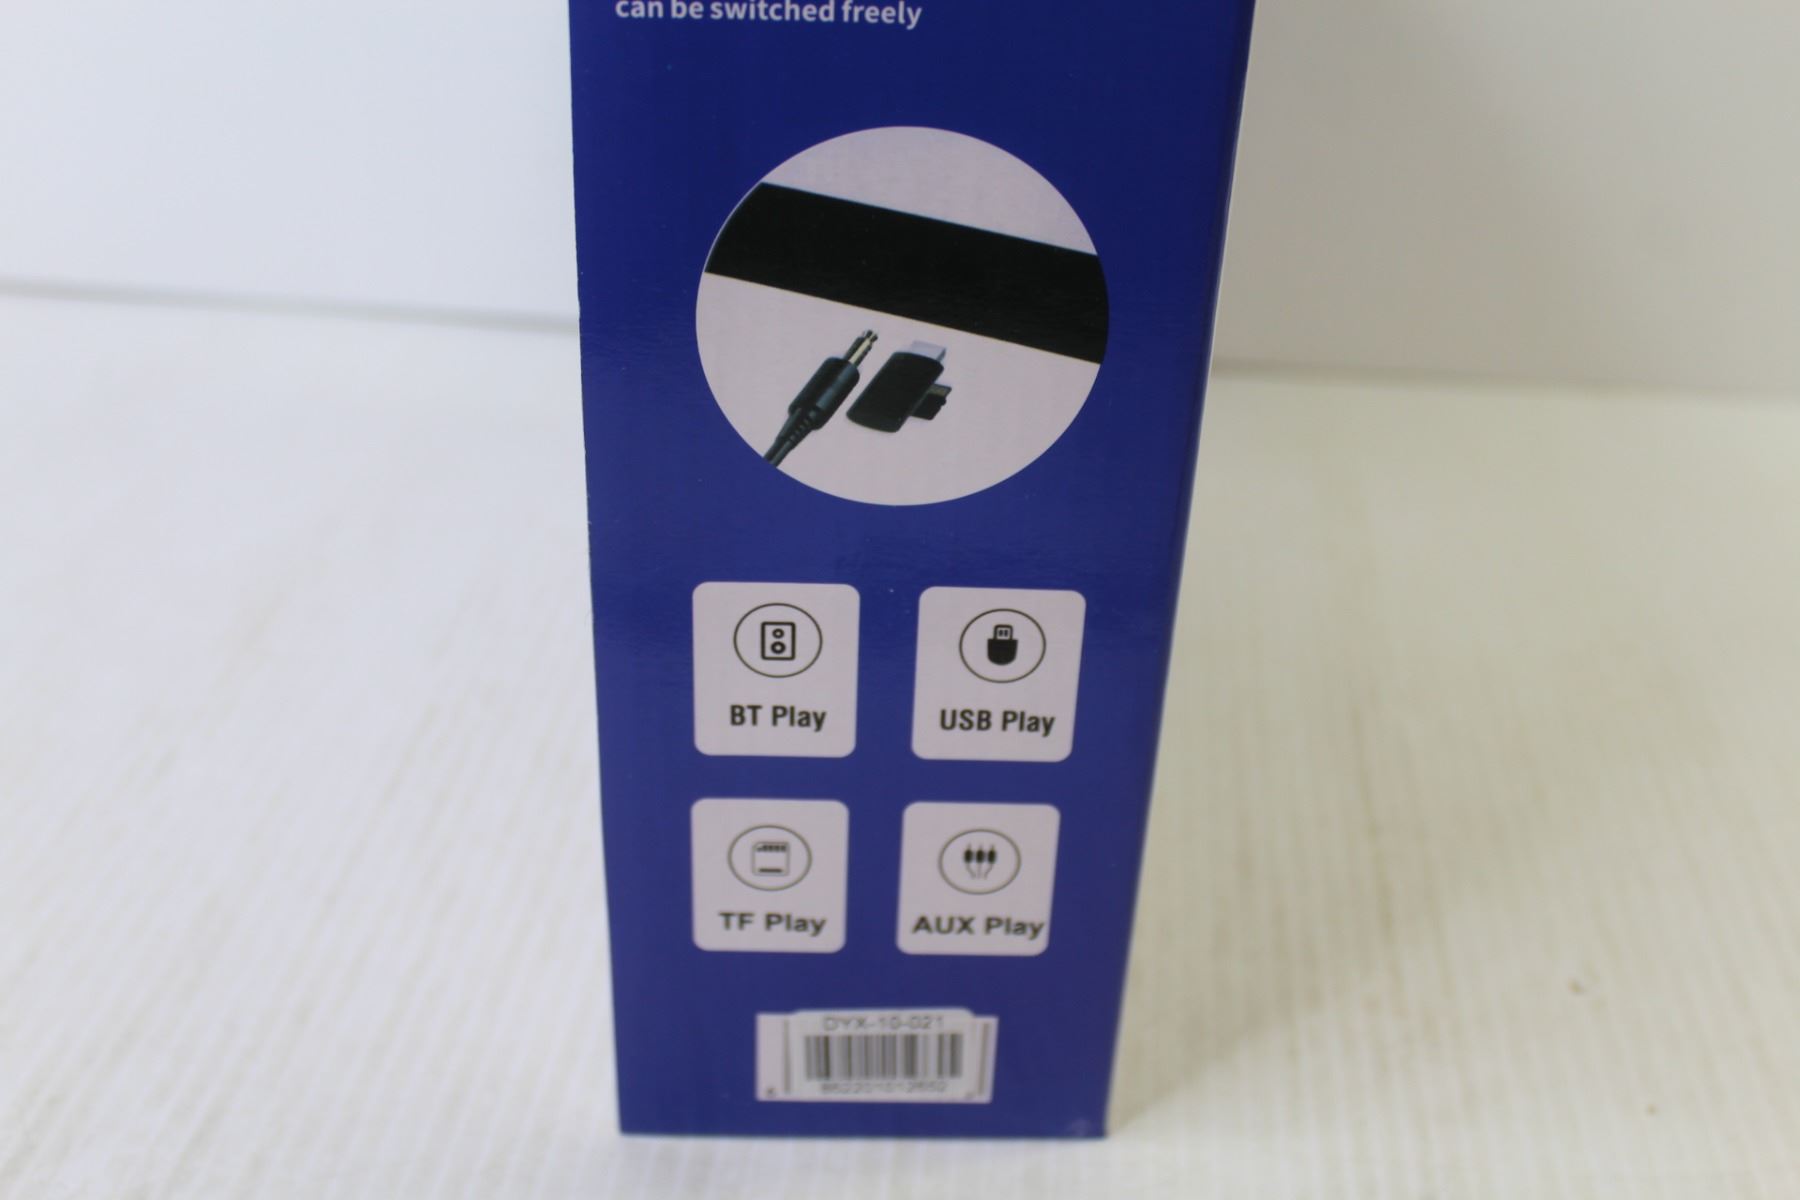 can be switched freely
BT Play
USB Play
TF Play
AUX Play
DYX-10-021